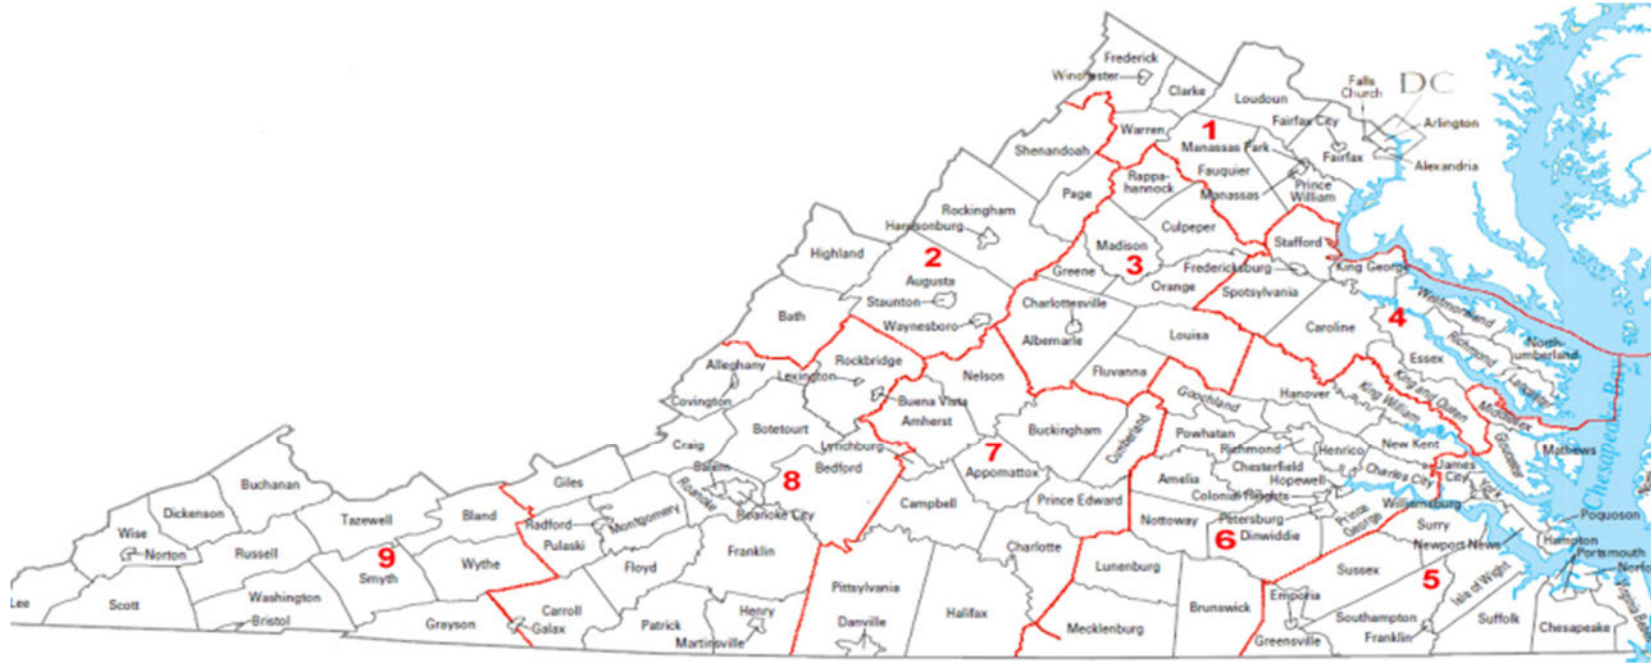 Frederick
Winchester
Clarke
Loudoun
Falls
Church
DC
Warren
1
Fairfax City
Arlington
Shenandoah
Manassas Park
Fairfax
Alexandria
Rappa-
hannock
Fauquier
Page
Manassas
Prince
William
Rockingham
Harrisonburg
Culpeper
Highland
Madison
Stafford
2
3
Augusta
Greene
Fredericksburg
King George
Staunton
Charlottesville
Orange
Spotsylvania
Westmoreland
Bath
Waynesboro
Albemarle
Louisa
Caroline
4
Richmond
North-
umberland
Rockbridge
Essex
Alleghany
Lexington
Nelson
Fluvanna
Lancaster
Covington
Buena Vista
Goochland
Hanover
King William
King and Queen
Middlesex
Botetourt
Amherst
Buckingham
Cumberland
Powhatan
Richmond
Henrico
New Kent
Gloucester
Mathews
Craig
Lynchburg
7
Salem
Bedford
Appomattox
Chesterfield
Charles City
James
City
8
Amelia
Hopewell
York
Chesapeake Bay
Buchanan
Giles
Roanoke
Roanoke City
Campbell
Prince Edward
Colonial Heights
Williamsburg
Dickenson
Tazewell
Bland
Radford
Montgomery
Nottoway
Petersburg
Prince
George
Surry
Poquoson
Wise
Norton
Russell
9
Wythe
Pulaski
Franklin
Charlotte
6
Dinwiddie
Newport News
Hampton
Portsmouth
Smyth
Floyd
Pittsylvania
Lunenburg
Sussex
5
Isle of Wight
Norfo
Lee
Scott
Washington
Bristol
Grayson
Carroll
Galax
Patrick
Henry
Martinsville
Danville
Halifax
Mecklenburg
Brunswick
Emporia
Greensville
Southampton
Franklin
Suffolk
Chesapeake